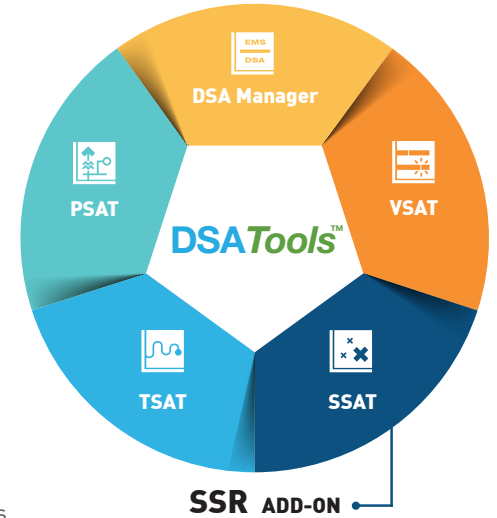 EMS
DSA
DSA Manager
PSAT
VSAT
DSATools™
TSAT
SSAT
SSR ADD-ON
s